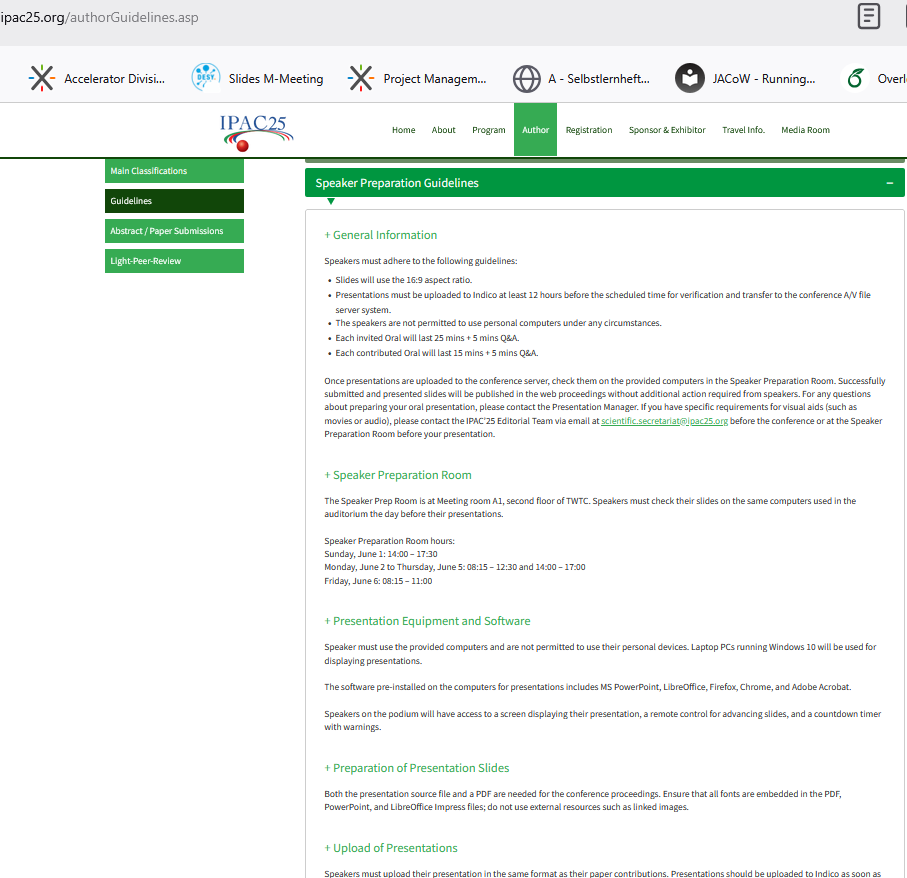 ipac25.org/authorGuidelines.asp
Accelerator Divisi...
Slides M-Meeting
Project Managem...
A - Selbstlernheft...
JACoW - Running...
Overl
IPAC25
Home
About
Program
Author
Registration
Sponsor & Exhibitor
Travel Info.
Media Room
Main Classifications
Guidelines
Abstract / Paper Submissions
Light-Peer-Review
Speaker Preparation Guidelines
–
+ General Information
Speakers must adhere to the following guidelines:
• Slides will use the 16:9 aspect ratio.
• Presentations must be uploaded to Indico at least 12 hours before the scheduled time for verification and transfer to the conference A/V file
server system.
• The speakers are not permitted to use personal computers under any circumstances.
• Each invited Oral will last 25 mins + 5 mins Q&A.
• Each contributed Oral will last 15 mins + 5 mins Q&A.
Once presentations are uploaded to the conference server, check them on the provided computers in the Speaker Preparation Room. Successfully
submitted and presented slides will be published in the web proceedings without additional action required from speakers. For any questions
about preparing your oral presentation, please contact the Presentation Manager. If you have specific requirements for visual aids (such as
movies or audio), please contact the IPAC'25 Editorial Team via email at scientific.secretariat@ipac25.org before the conference or at the Speaker
Preparation Room before your presentation.
+ Speaker Preparation Room
The Speaker Prep Room is at Meeting room A1, second floor of TWTC. Speakers must check their slides on the same computers used in the
auditorium the day before their presentations.
Speaker Preparation Room hours:
Sunday, June 1: 14:00 – 17:30
Monday, June 2 to Thursday, June 5: 08:15 – 12:30 and 14:00 – 17:00
Friday, June 6: 08:15 – 11:00
+ Presentation Equipment and Software
Speaker must use the provided computers and are not permitted to use their personal devices. Laptop PCs running Windows 10 will be used for
displaying presentations.
The software pre-installed on the computers for presentations includes MS PowerPoint, LibreOffice, Firefox, Chrome, and Adobe Acrobat.
Speakers on the podium will have access to a screen displaying their presentation, a remote control for advancing slides, and a countdown timer
with warnings.
+ Preparation of Presentation Slides
Both the presentation source file and a PDF are needed for the conference proceedings. Ensure that all fonts are embedded in the PDF,
PowerPoint, and LibreOffice Impress files; do not use external resources such as linked images.
+ Upload of Presentations
Speakers must upload their presentation in the same format as their paper contributions. Presentations should be uploaded to Indico as soon as